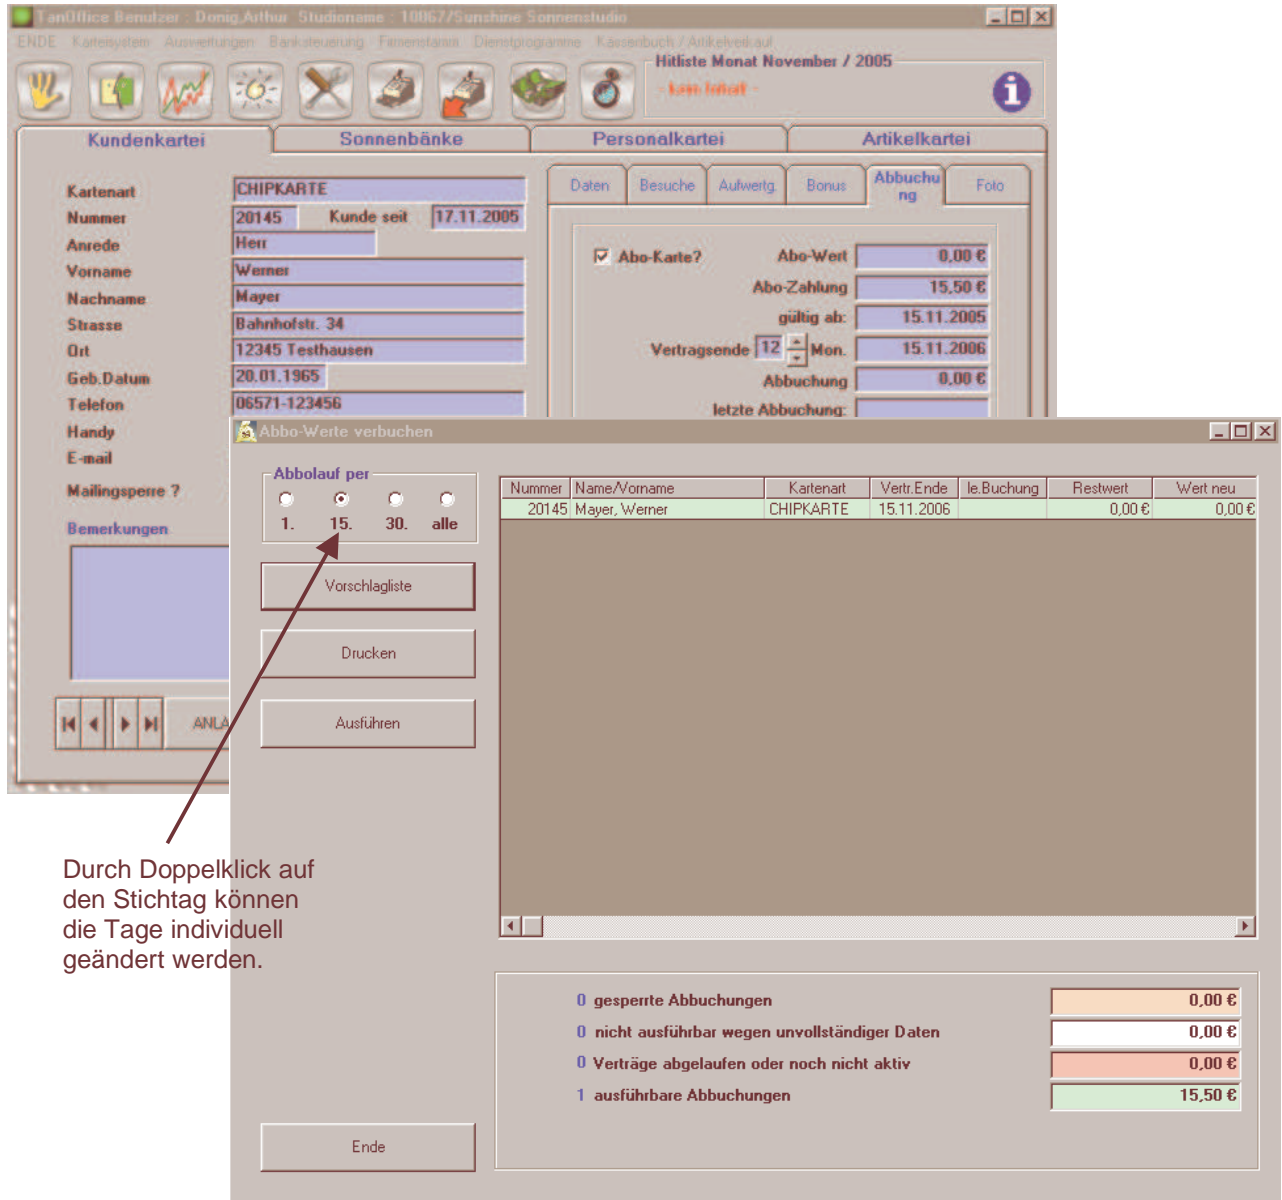 TanOffice Benutzer : Donig,Arthur Studioname : 10067/Sunshine Sonnenstudio
ENDE Karteisystem Auswertungen Banksteuerung Firmenstamm Dienstprogramme Kassenbuch / Artikelverkauf
Hitliste Monat November / 2005
- kein Inhalt -
Kundenkartei Sonnenbänke Personalkartei Artikelkartei
Kartenart CHIPKARTE
Nummer 20145 Kunde seit 17.11.2005
Anrede Herr
Vorname Werner
Nachname Mayer
Strasse Bahnhofstr. 34
Ort 12345 Testhausen
Geb.Datum 20.01.1965
Telefon 06571-123456
Handy
E-mail
Mailingsperre ?
Bemerkungen
ANLA
Daten Besuche Aufwertg. Bonus Abbuchu
ng Foto
Abo-Karte? Abo-Wert 0,00 €
Abo-Zahlung 15,50 €
gültig ab: 15.11.2005
Vertragsende 12 Mon. 15.11.2006
Abbuchung 0,00 €
letzte Abbuchung:
Abbo-Werte verbuchen
Abbolauf per
1. 15. 30. alle
Vorschlagliste
Drucken
Ausführen
Nummer Name/Vorname Kartenart Vertr.Ende le.Buchung Restwert Wert neu
20145 Mayer, Werner CHIPKARTE 15.11.2006 0,00 € 0,00 €
Durch Doppelklick auf
den Stichtag können
die Tage individuell
geändert werden.
0 gesperrte Abbuchungen 0,00 €
0 nicht ausführbar wegen unvollständiger Daten 0,00 €
0 Verträge abgelaufen oder noch nicht aktiv 0,00 €
1 ausführbare Abbuchungen 15,50 €
Ende